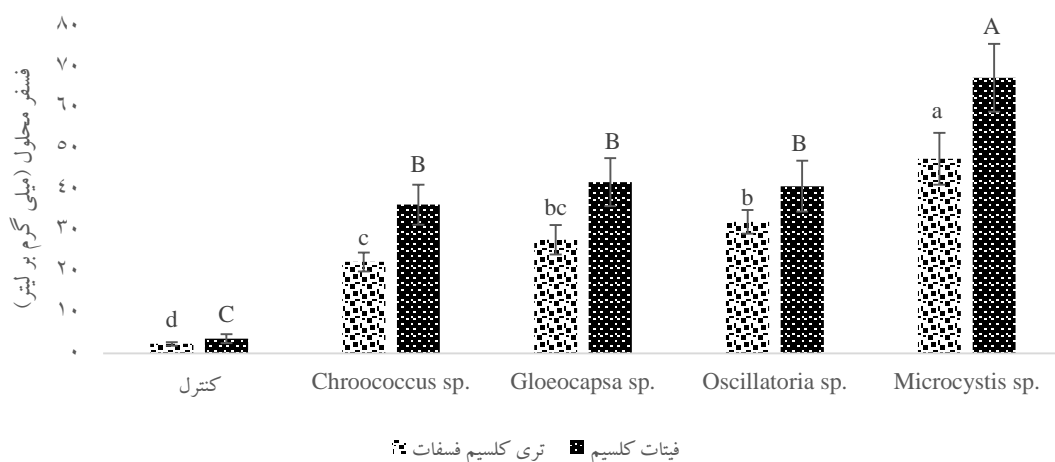 فسفر محلول (میلی گرم بر لیتر)
۸۰
۷۰
۶۰
۵۰
۴۰
۳۰
۲۰
۱۰
۰
d C
c B
bc B
b B
a A
کنترل Chroococcus sp. Gloeocapsa sp. Oscillatoria sp. Microcystis sp.
تری کلسیم فسفات فیتات کلسیم